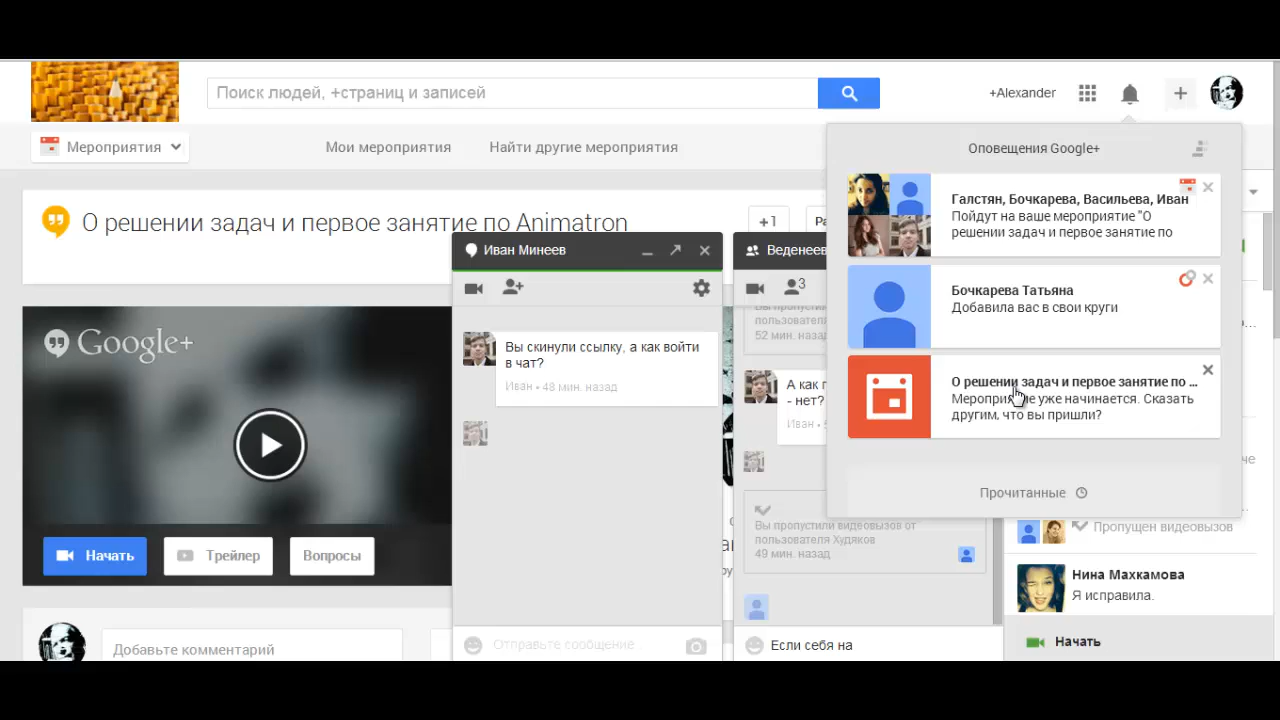 Поиск людей, +страниц и записей
+Alexander
Мероприятия
Мои мероприятия
Найти другие мероприятия
О решении задач и первое занятие по Animatron
+1
Google+
Начать
Трейлер
Вопросы
Добавьте комментарий
Иван Минеев
Вы скинули ссылку, а как войти
в чат?
Иван • 48 мин. назад
Отправьте сообщение
Веденеев
3
Вы пропустили видеовызов от
пользователя
52 мин. назад
А как
- нет?
Иван •
Вы пропустили видеовызов от
пользователя Худяков
49 мин. назад
Если себя на
Оповещения Google+
Галстян, Бочкарева, Васильева, Иван
Пойдут на ваше мероприятие "О
решении задач и первое занятие по
Бочкарева Татьяна
Добавила вас в свои круги
О решении задач и первое занятие по ...
Мероприятие уже начинается. Сказать
другим, что вы пришли?
Прочитанные
Пропущен видеовызов
Нина Махкамова
Я исправила.
Начать